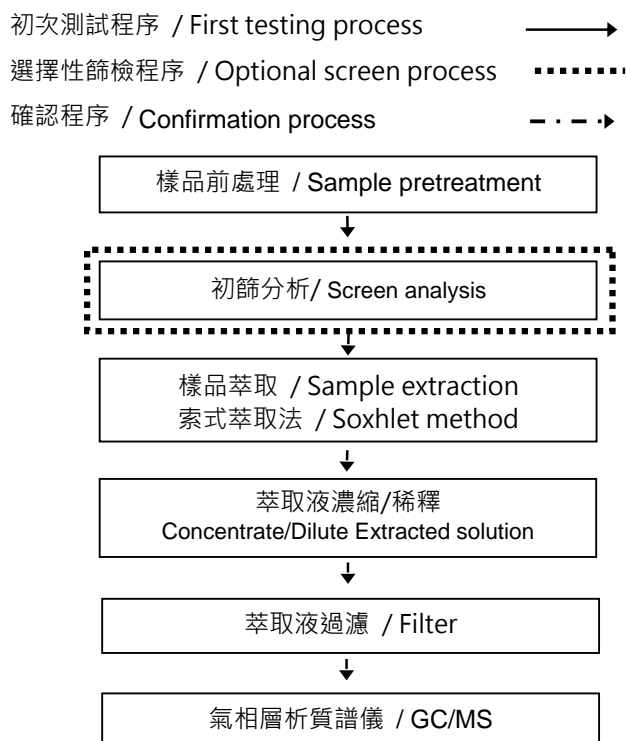 初次測試程序 / First testing process
選擇性篩檢程序 / Optional screen process
確認程序 / Confirmation process
樣品前處理 / Sample pretreatment
初篩分析/ Screen analysis
樣品萃取 / Sample extraction
索式萃取法 / Soxhlet method
萃取液濃縮/稀釋
Concentrate/Dilute Extracted solution
萃取液過濾 / Filter
氣相層析質譜儀 / GC/MS